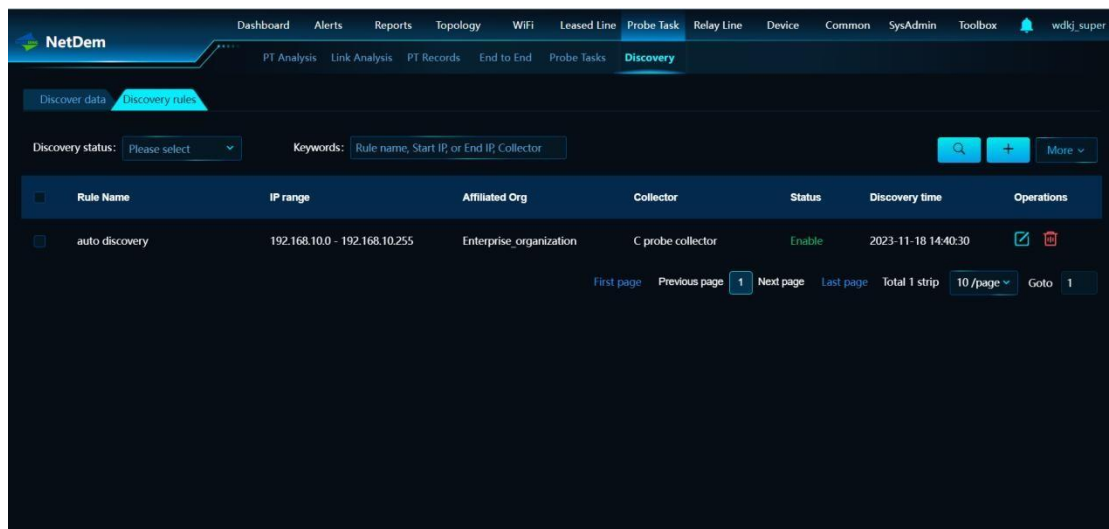 NetDem
Dashboard Alerts Reports Topology WiFi Leased Line Probe Task Relay Line Device Common SysAdmin Toolbox wdkj_super
PT Analysis Link Analysis PT Records End to End Probe Tasks Discovery
Discover data Discovery rules
Discovery status: Please select Keywords: Rule name, Start IP, or End IP, Collector More
Rule Name IP range Affiliated Org Collector Status Discovery time Operations
auto discovery 192.168.10.0 - 192.168.10.255 Enterprise_organization C probe collector Enable 2023-11-18 14:40:30
First page Previous page 1 Next page Last page Total 1 strip 10 /page Goto 1